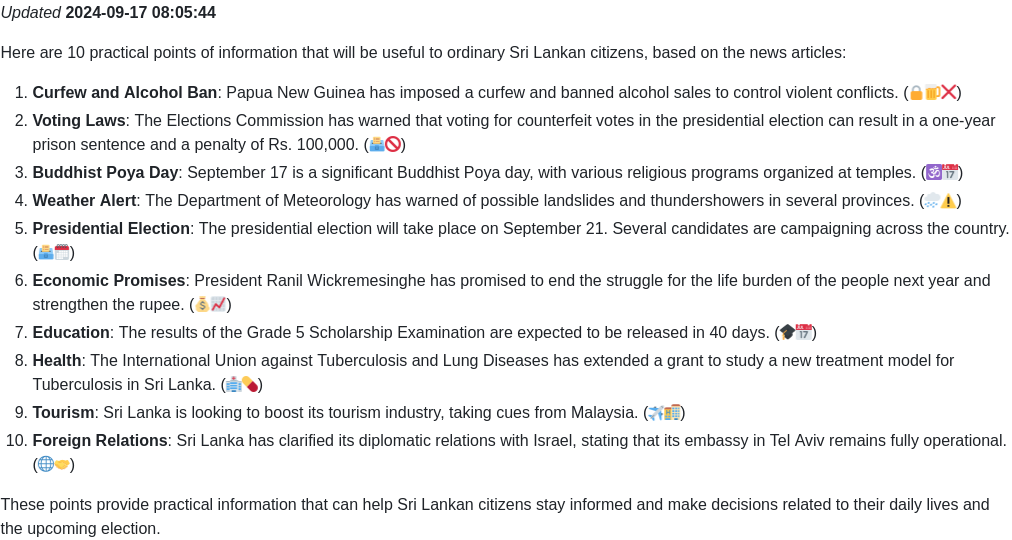 Updated 2024-09-17 08:05:44
Here are 10 practical points of information that will be useful to ordinary Sri Lankan citizens, based on the news articles:
1. Curfew and Alcohol Ban: Papua New Guinea has imposed a curfew and banned alcohol sales to control violent conflicts. (🔒🍺❌)
2. Voting Laws: The Elections Commission has warned that voting for counterfeit votes in the presidential election can result in a one-year
prison sentence and a penalty of Rs. 100,000. (🗳️🚫)
3. Buddhist Poya Day: September 17 is a significant Buddhist Poya day, with various religious programs organized at temples. (🕉️📅)
4. Weather Alert: The Department of Meteorology has warned of possible landslides and thundershowers in several provinces. (🌨️⚠️)
5. Presidential Election: The presidential election will take place on September 21. Several candidates are campaigning across the country.
(🗳️🗓️)
6. Economic Promises: President Ranil Wickremesinghe has promised to end the struggle for the life burden of the people next year and
strengthen the rupee. (💰📈)
7. Education: The results of the Grade 5 Scholarship Examination are expected to be released in 40 days. (🎓📅)
8. Health: The International Union against Tuberculosis and Lung Diseases has extended a grant to study a new treatment model for
Tuberculosis in Sri Lanka. (🏥💊)
9. Tourism: Sri Lanka is looking to boost its tourism industry, taking cues from Malaysia. (✈️🏨)
10. Foreign Relations: Sri Lanka has clarified its diplomatic relations with Israel, stating that its embassy in Tel Aviv remains fully operational.
(🌐🤝)
These points provide practical information that can help Sri Lankan citizens stay informed and make decisions related to their daily lives and
the upcoming election.